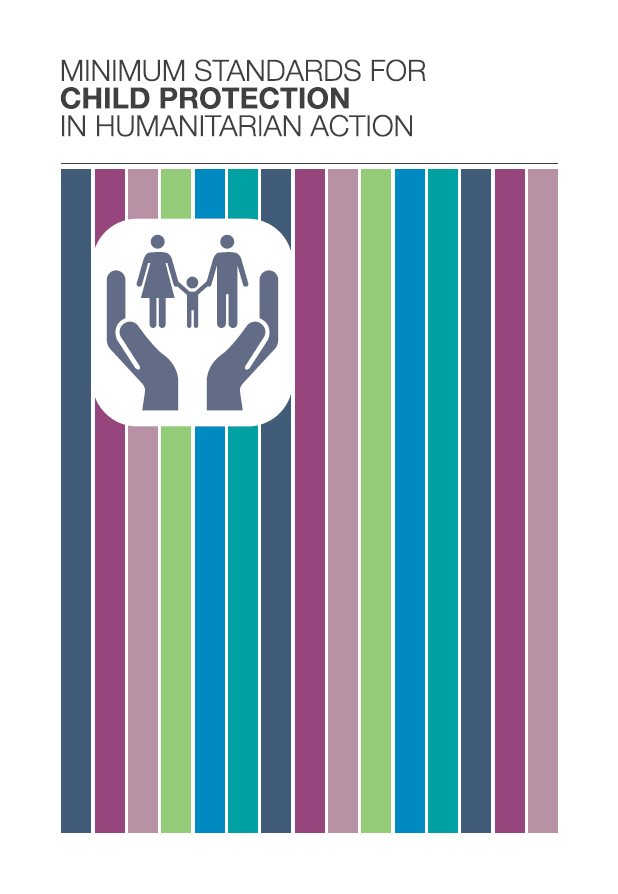 MINIMUM STANDARDS FOR
CHILD PROTECTION
IN HUMANITARIAN ACTION